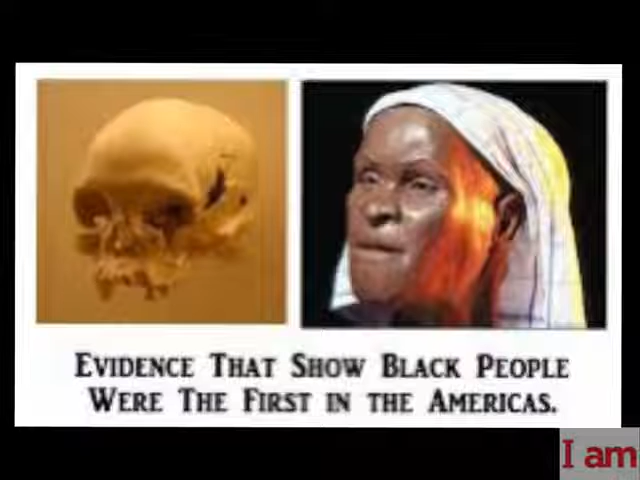 EVIDENCE THAT SHOW BLACK PEOPLE
WERE THE FIRST IN THE AMERICAS.
I am